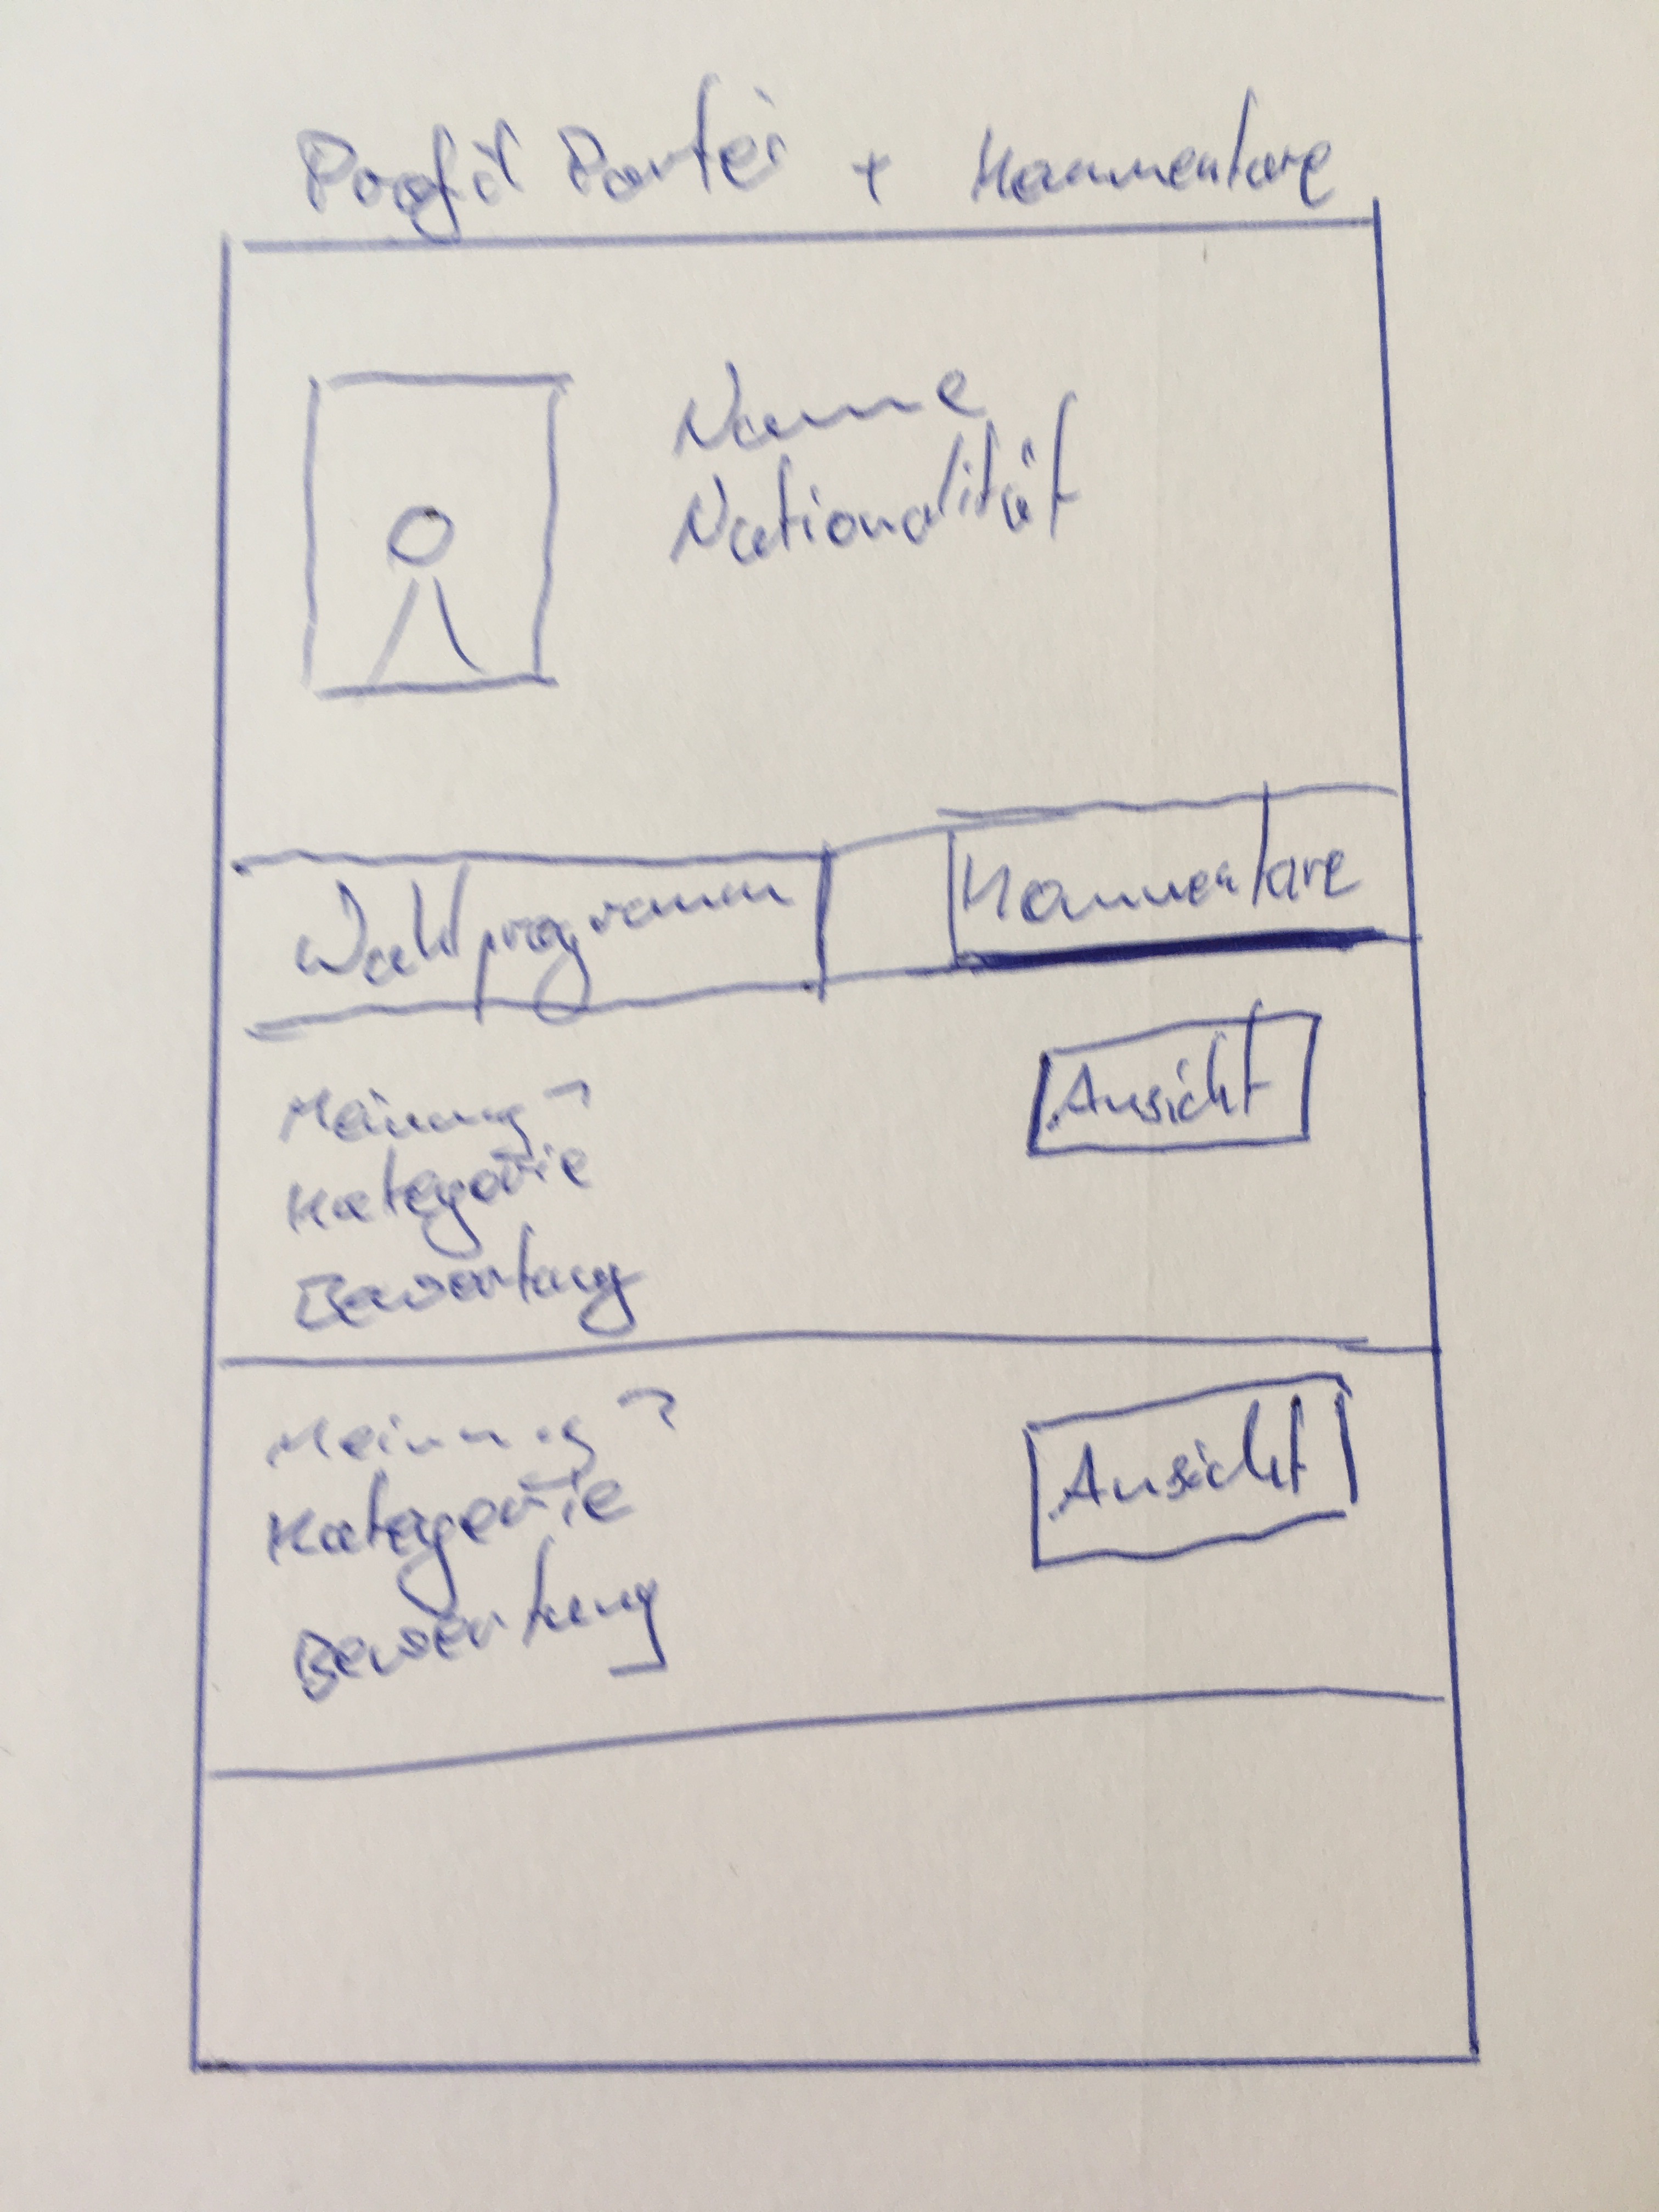 Profil Partei + Kommentare
Name
Nationalität
Wahlprogramm Kommentare
Meinung? Ansicht
Kategorie
Bewertung
Meinung? Ansicht
Kategorie
Bewertung